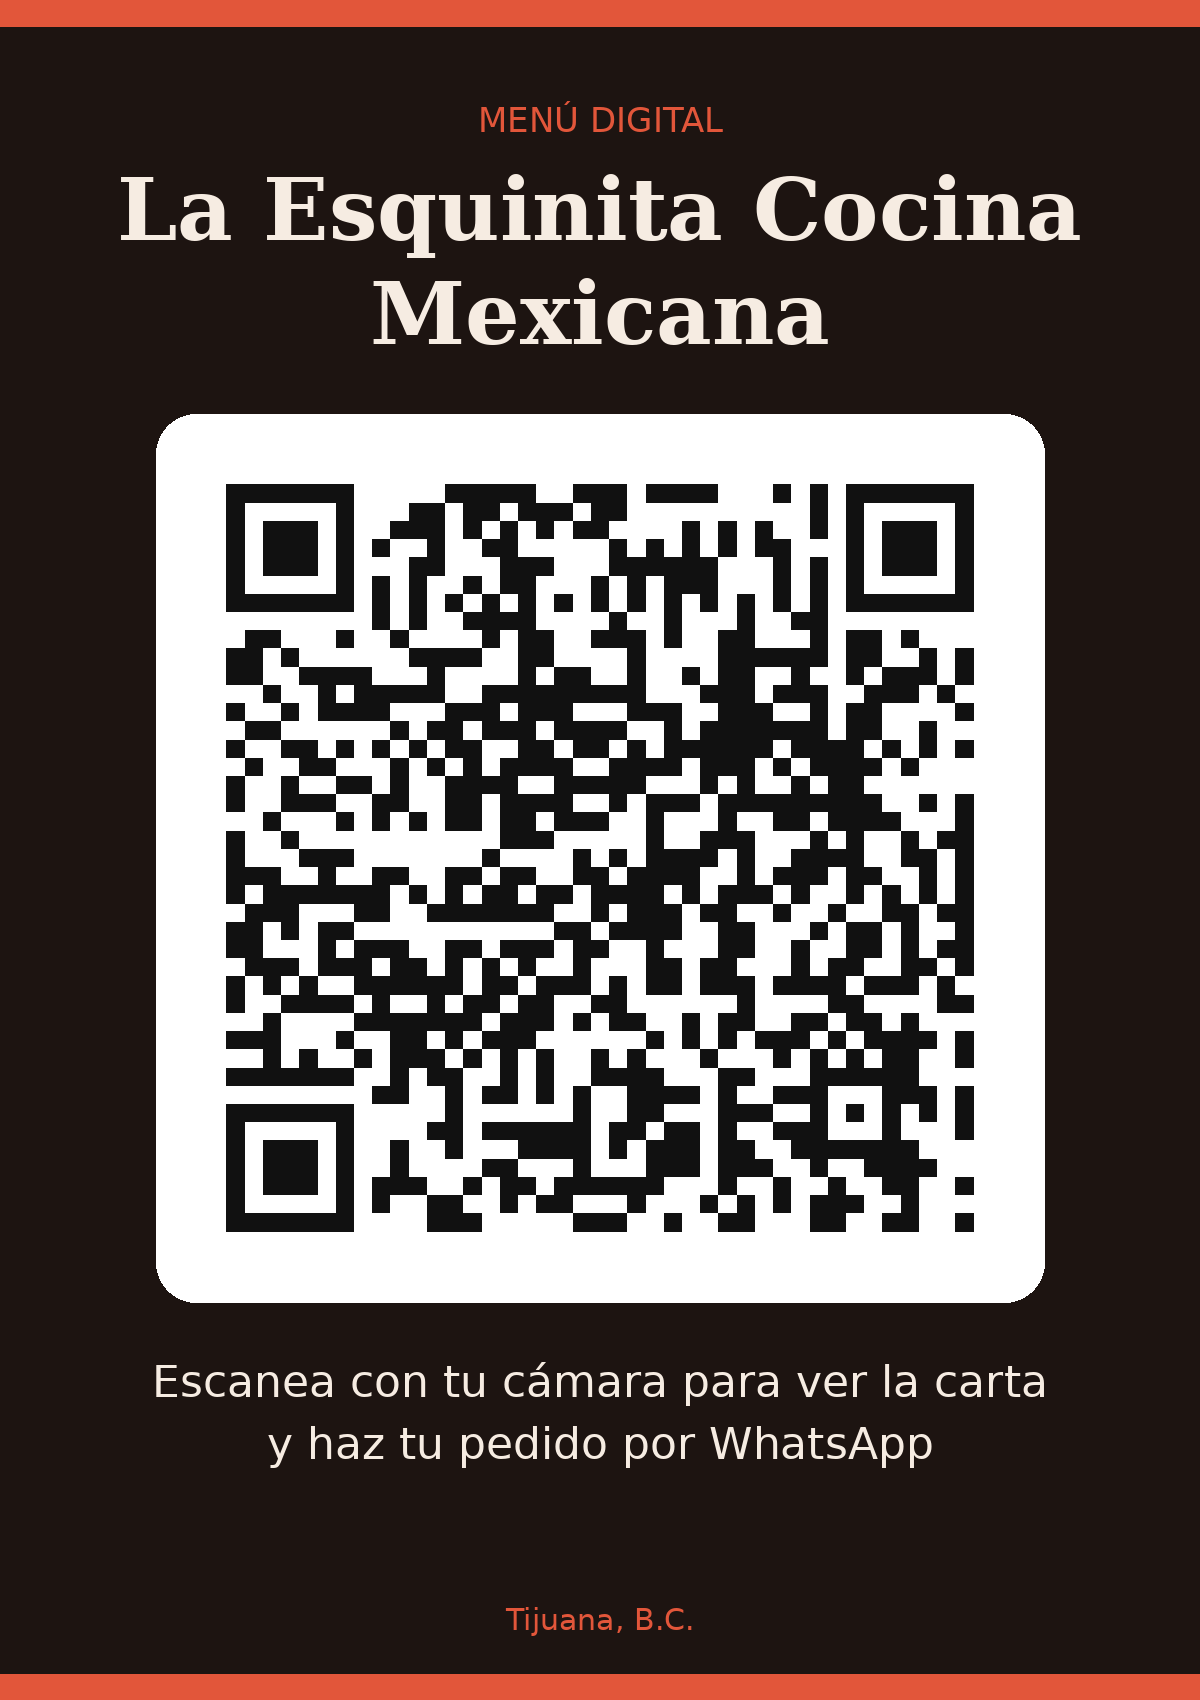 MENÚ DIGITAL
La Esquinita Cocina
Mexicana
Escanea con tu cámara para ver la carta
y haz tu pedido por WhatsApp
Tijuana, B.C.